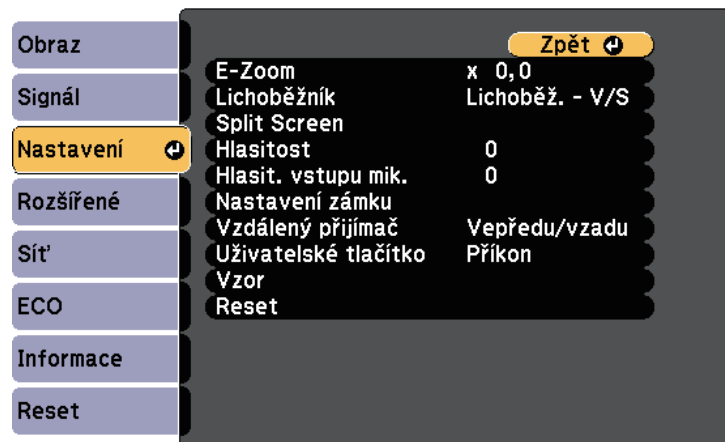 Obraz
Signál
Nastavení
Rozšířené
Síť
ECO
Informace
Reset
Zpět
E-Zoom x 0,0
Lichoběžník Lichoběž. - V/S
Split Screen
Hlasitost 0
Hlasit. vstupu mik. 0
Nastavení zámku
Vzdálený přijímač Vepředu/vzadu
Uživatelské tlačítko Příkon
Vzor
Reset